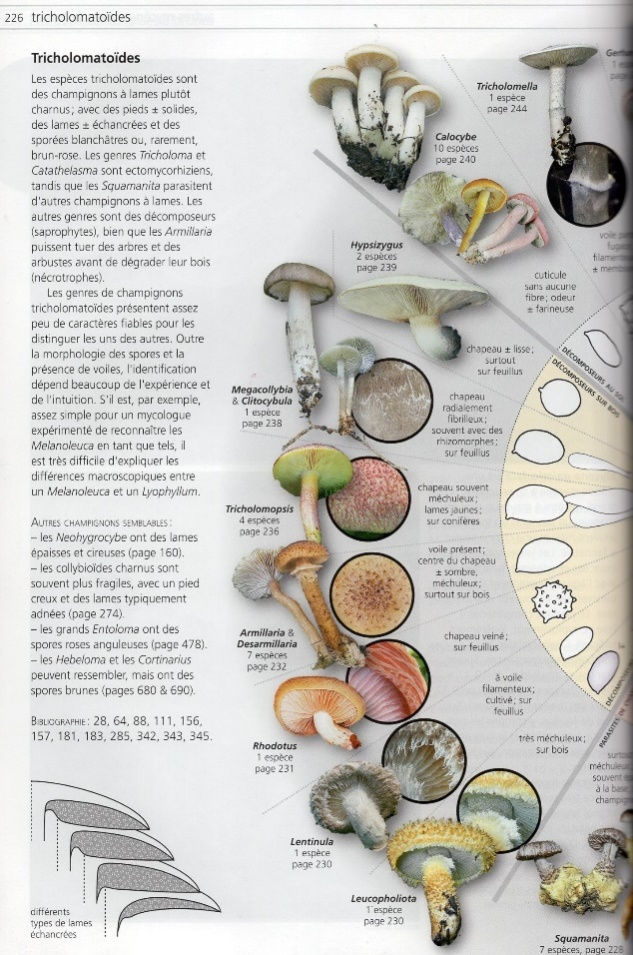 226 tricholomatoïdes
Tricholomatoïdes
Les espèces tricholomatoïdes sont
des champignons à lames plutôt
charnus; avec des pieds ± solides,
des lames ± échancrées et des
sporées blanchâtres ou, rarement,
brun-rose. Les genres Tricholoma et
Catathelasma sont ectomycorhiziens,
tandis que les Squamanita parasitent
d'autres champignons à lames. Les
autres genres sont des décomposeurs
(saprophytes), bien que les Armillaria
puissent tuer des arbres et des
arbustes avant de dégrader leur bois
(nécrotrophes).
Les genres de champignons
tricholomatoïdes présentent assez
peu de caractères fiables pour les
distinguer les uns des autres. Outre
la morphologie des spores et la
présence de voiles, l'identification
dépend beaucoup de l'expérience et
de l'intuition. S'il est, par exemple,
assez simple pour un mycologue
expérimenté de reconnaître les
Melanoleuca en tant que tels, il
est très difficile d'expliquer les
différences macroscopiques entre
un Melanoleuca et un Lyophyllum.
AUTRES CHAMPIGNONS SEMBLABLES :
– les Neohygrocybe ont des lames
épaisses et cireuses (page 160).
– les collybioïdes charnus sont
souvent plus fragiles, avec un pied
creux et des lames typiquement
adnées (page 274).
– les grands Entoloma ont des
spores roses anguleuses (page 478).
– les Hebeloma et les Cortinarius
peuvent ressembler, mais ont des
spores brunes (pages 680 & 690).
BIBLIOGRAPHIE : 28, 64, 88, 111, 156,
157, 181, 183, 285, 342, 343, 345.
différents
types de lames
échancrées
Tricholomella
1 espèce
page 244
Calocybe
10 espèces
page 240
Hypsizygus
2 espèces
page 239
cuticule
sans aucune
fibre; odeur
± farineuse
chapeau ± lisse;
surtout
sur feuillus
Megacollybia
& Clitocybula
1 espèce
page 238
chapeau
radialement
fibrilleux;
souvent avec des
rhizomorphes;
sur feuillus
Tricholomopsis
4 espèces
page 236
chapeau souvent
méchuleux;
lames jaunes;
sur conifères
voile présent;
centre du chapeau
± sombre,
méchuleux;
surtout sur bois
Armillaria &
Desarmillaria
7 espèces
page 232
chapeau veiné;
sur feuillus
Rhodotus
1 espèce
page 231
à voile
filamenteux;
cultivé; sur
feuillus
Lentinula
1 espèce
page 230
très méchuleux;
sur bois
Leucopholiota
1 espèce
page 230
Squamanita
7 espèces, page 228
DÉCOMPOSEURS AU SOL
DÉCOMPOSEURS SUR BOIS
PARASITES DE